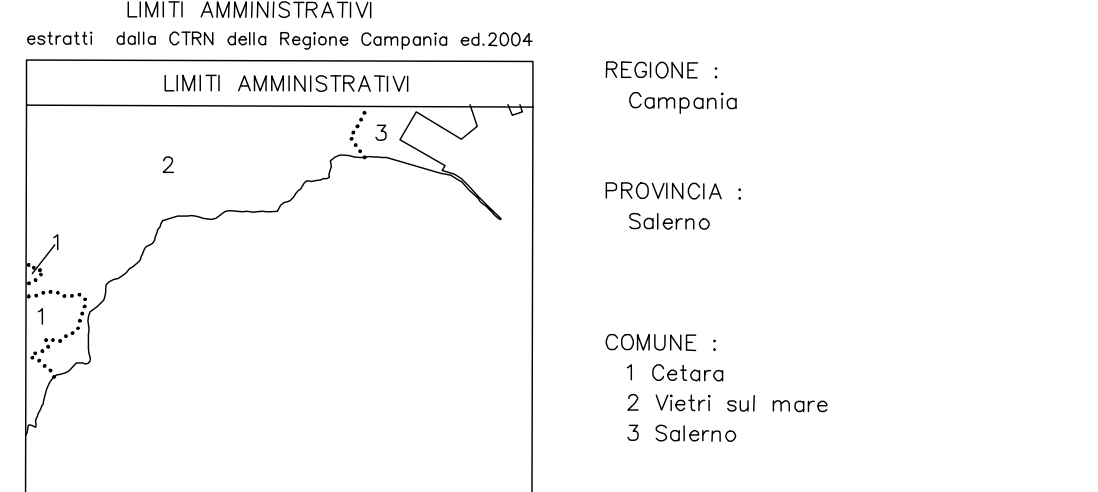 LIMITI AMMINISTRATIVI
estratti dalla CTRN della Regione Campania ed.2004
LIMITI AMMINISTRATIVI
3
2
1
1
REGIONE :
Campania
PROVINCIA :
Salerno
COMUNE :
1 Cetara
2 Vietri sul mare
3 Salerno